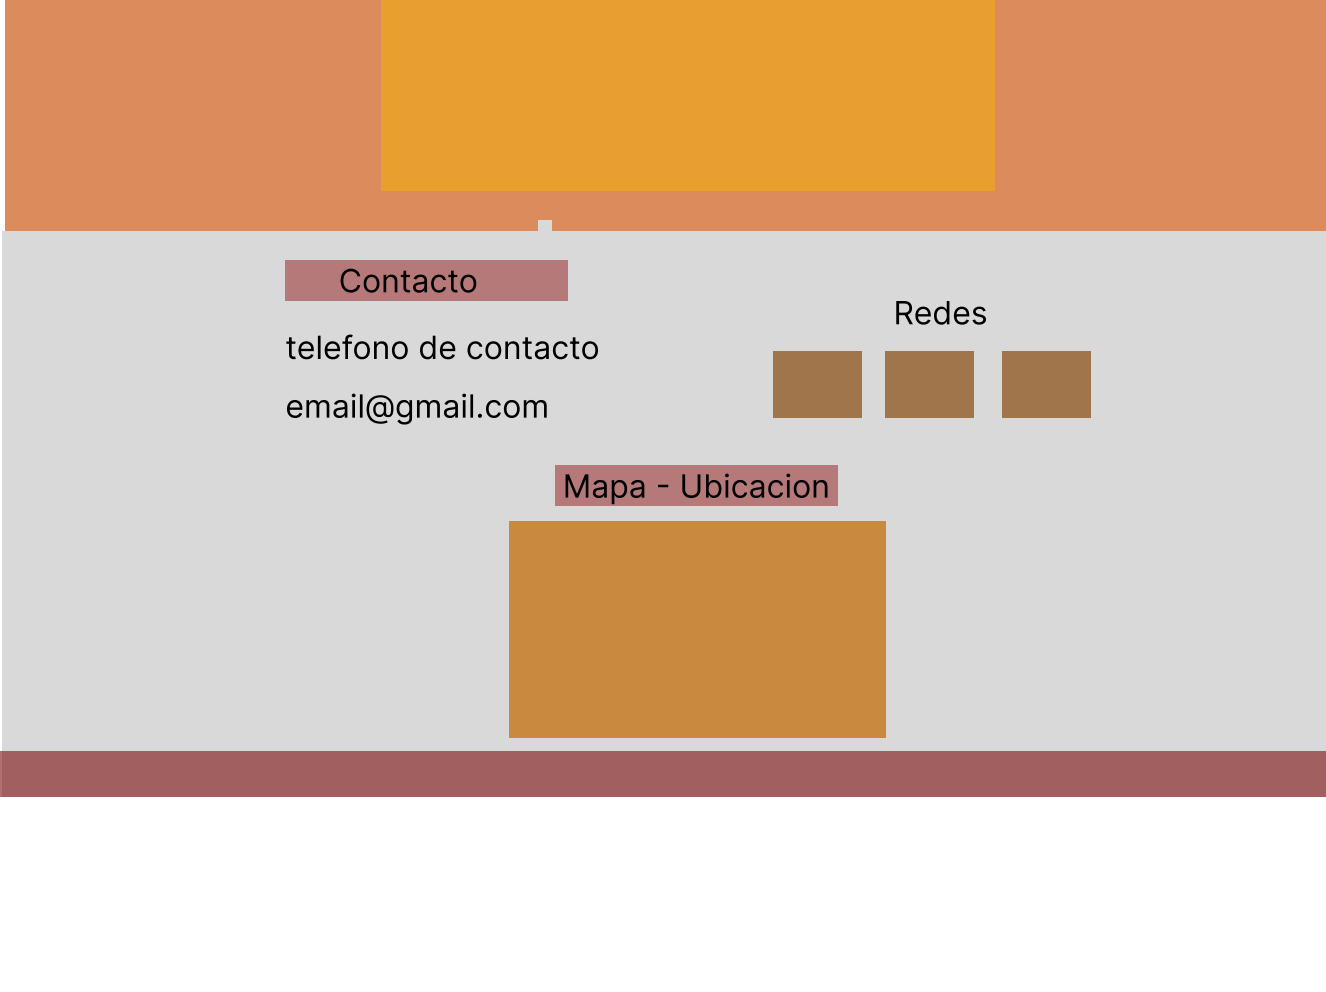 Contacto
telefono de contacto
email@gmail.com
Redes
Mapa - Ubicacion